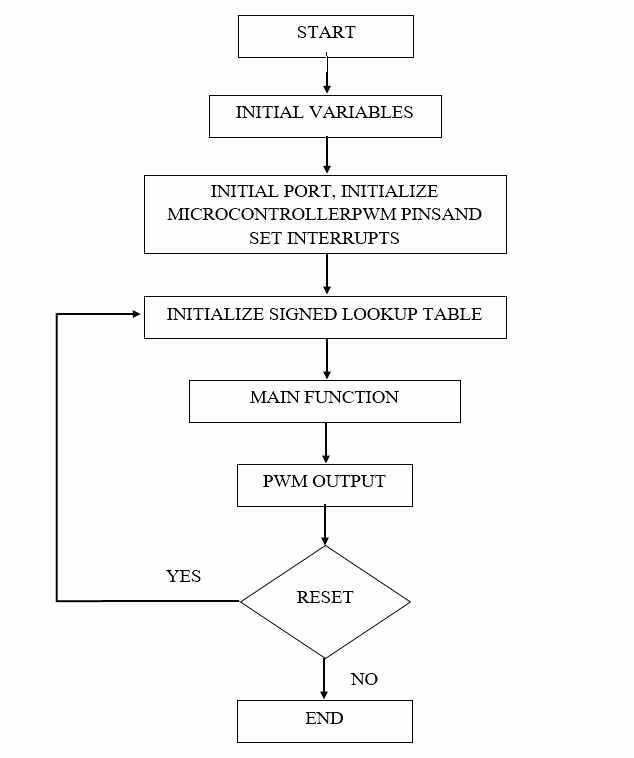 START
INITIAL VARIABLES
INITIAL PORT, INITIALIZE
MICROCONTROLLERPWM PINSAND
SET INTERRUPTS
INITIALIZE SIGNED LOOKUP TABLE
MAIN FUNCTION
PWM OUTPUT
YES
RESET
NO
END